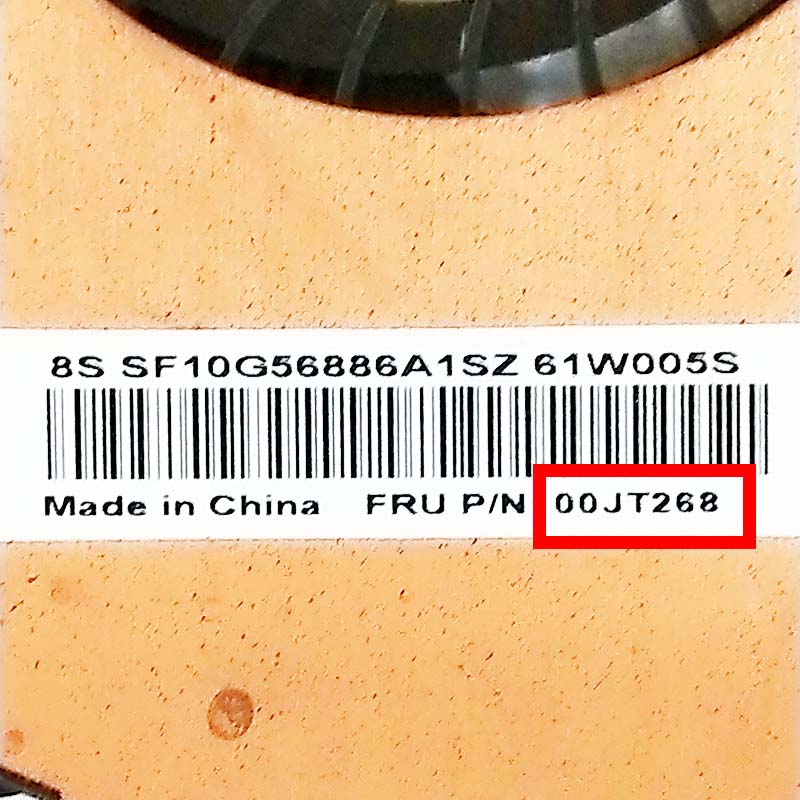 8S SF10G56886A1SZ 61W005S
Made in China FRU P/N 00JT268